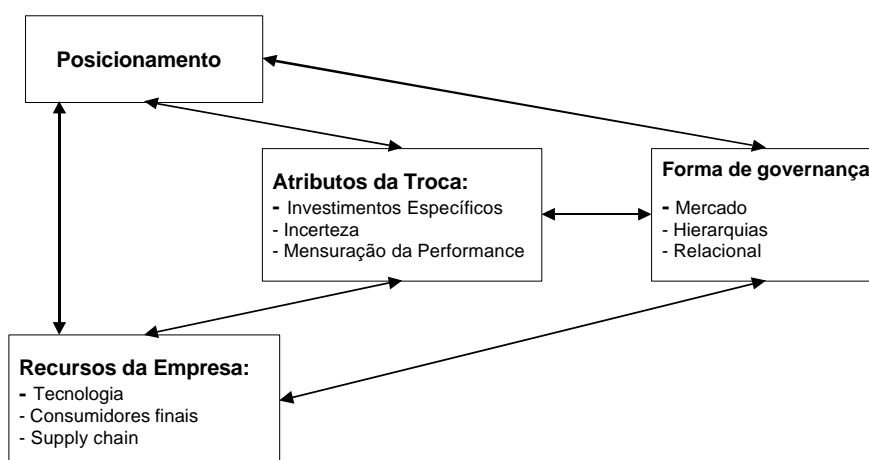 Posicionamento
Atributos da Troca:
- Investimentos Específicos
- Incerteza
- Mensuração da Performance
Forma de governança
- Mercado
- Hierarquias
- Relacional
Recursos da Empresa:
- Tecnologia
- Consumidores finais
- Supply chain